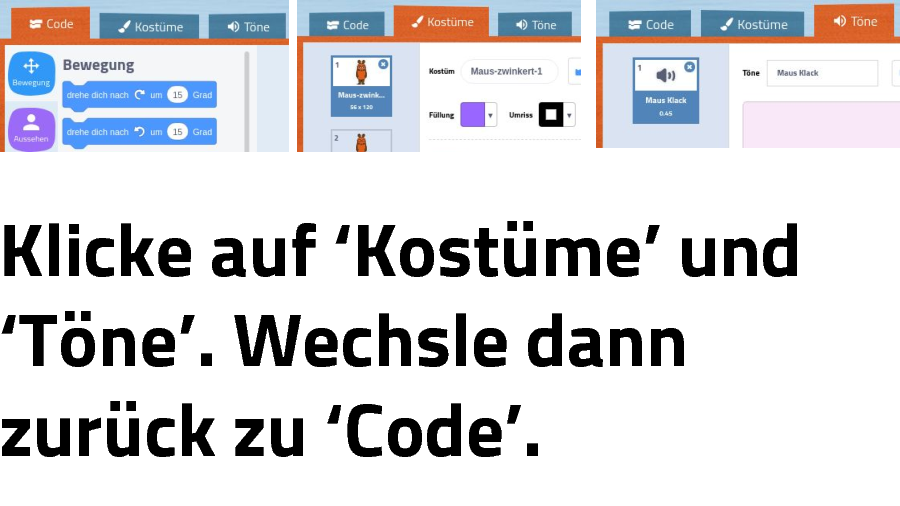 Code Kostüme Töne
Bewegung
Bewegung
drehe dich nach um 15 Grad
drehe dich nach um 15 Grad
Aussehen
Code Kostüme Töne
1
Maus-zwink...
56 x 120
2
Kostüm Maus-zwinkert-1
Füllung Umriss
Code Kostüme Töne
1
Maus Klack
0.45
Töne Maus Klack
Klicke auf ‘Kostüme’ und
‘Töne’. Wechsle dann
zurück zu ‘Code’.